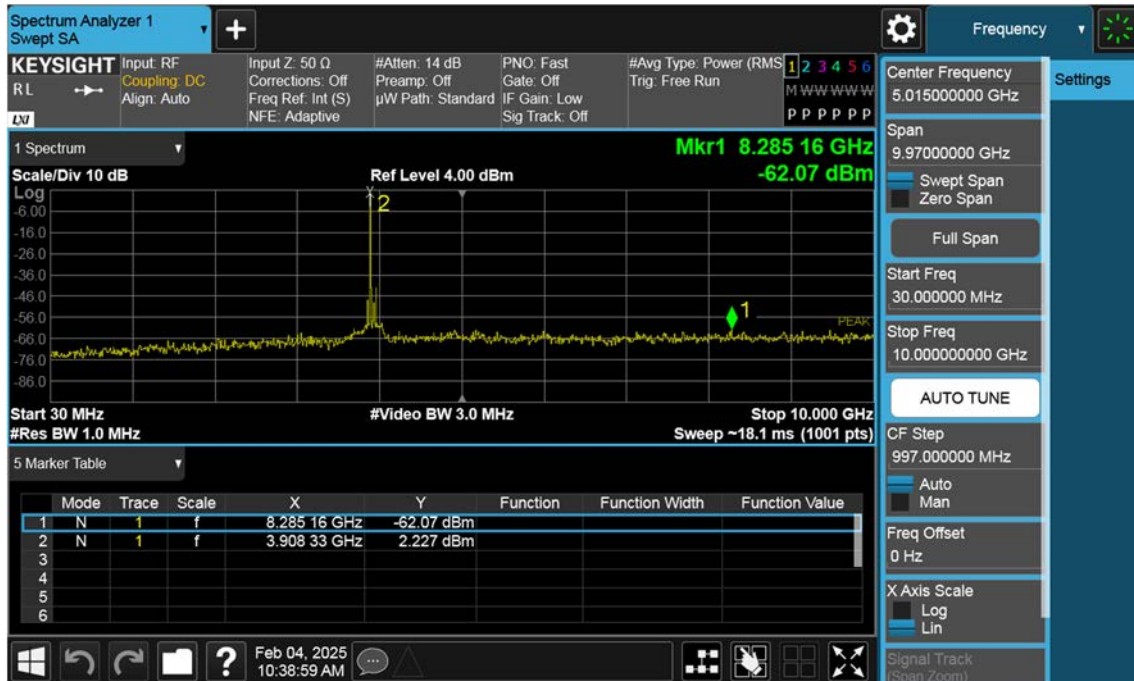 Spectrum Analyzer 1
Swept SA
+
Frequency
KEYSIGHT
RL
LXI
Input: RF
Coupling: DC
Align: Auto
Input Z: 50 Ω
Corrections: Off
Freq Ref: Int (S)
NFE: Adaptive
#Atten: 14 dB
Preamp: Off
µW Path: Standard
PNO: Fast
Gate: Off
IF Gain: Low
Sig Track: Off
#Avg Type: Power (RMS
Trig: Free Run
1 2 3 4 5 6
M W W W W W
P P P P P P
Center Frequency
5.015000000 GHz
Settings
Span
9.97000000 GHz
Swept Span
Zero Span
Full Span
Start Freq
30.000000 MHz
Stop Freq
10.000000000 GHz
AUTO TUNE
CF Step
997.000000 MHz
Auto
Man
Freq Offset
0 Hz
X Axis Scale
Log
Lin
Signal Track
(Span Zoom)
1 Spectrum
Mkr1 8.285 16 GHz
Scale/Div 10 dB
Ref Level 4.00 dBm
-62.07 dBm
Log
2
-6.00
-16.0
-26.0
-36.0
-46.0
1
-56.0
PEAK
-66.0
-76.0
-86.0
Start 30 MHz
#Video BW 3.0 MHz
Stop 10.000 GHz
#Res BW 1.0 MHz
Sweep ~18.1 ms (1001 pts)
5 Marker Table
Mode Trace Scale X Y Function Function Width Function Value
1 N 1 f 8.285 16 GHz -62.07 dBm
2 N 1 f 3.908 33 GHz 2.227 dBm
3
4
5
6
?
Feb 04, 2025
10:38:59 AM